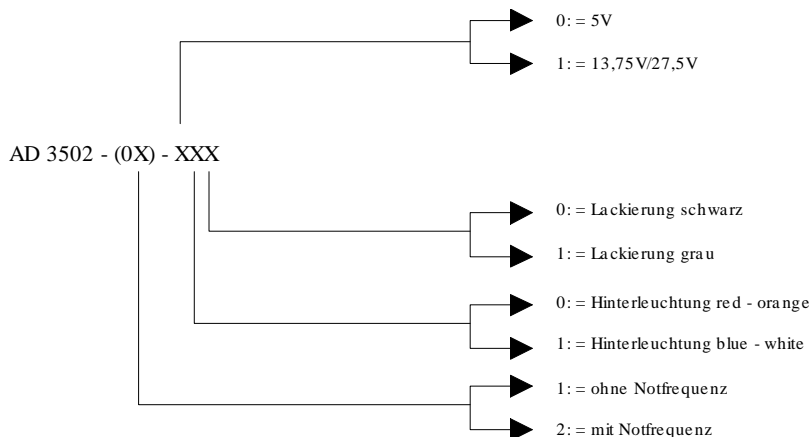 0: = 5V
1: = 13,75V/27,5V
AD 3502 - (0X) - XXX
0: = Lackierung schwarz
1: = Lackierung grau
0: = Hinterleuchtung red - orange
1: = Hinterleuchtung blue - white
1: = ohne Notfrequenz
2: = mit Notfrequenz